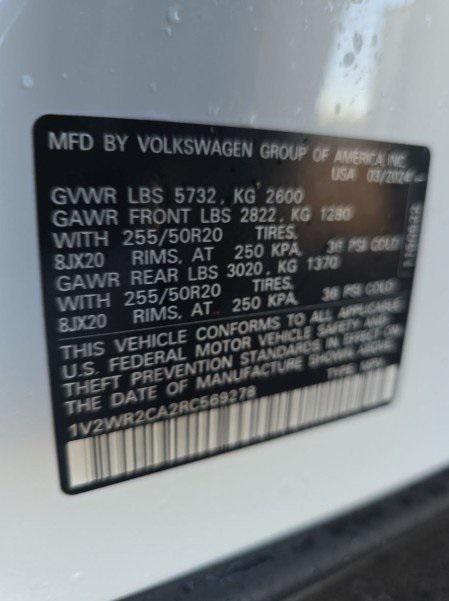 MFD BY VOLKSWAGEN GROUP OF AMERICA, INC.
USA 03/2024
GVWR LBS 5732, KG 2600
GAWR FRONT LBS 2822, KG 1280
WITH 255/50R20 TIRES,
8JX20 RIMS, AT 250 KPA, 36 PSI COLD
GAWR REAR LBS 3020, KG 1370
WITH 255/50R20 TIRES,
8JX20 RIMS, AT 250 KPA, 36 PSI COLD
THIS VEHICLE CONFORMS TO ALL APPLICABLE
U.S. FEDERAL MOTOR VEHICLE SAFETY AND
THEFT PREVENTION STANDARDS IN EFFECT ON
THE DATE OF MANUFACTURE SHOWN ABOVE.
1V2WR2CA2RC569278 TYPE: MPV